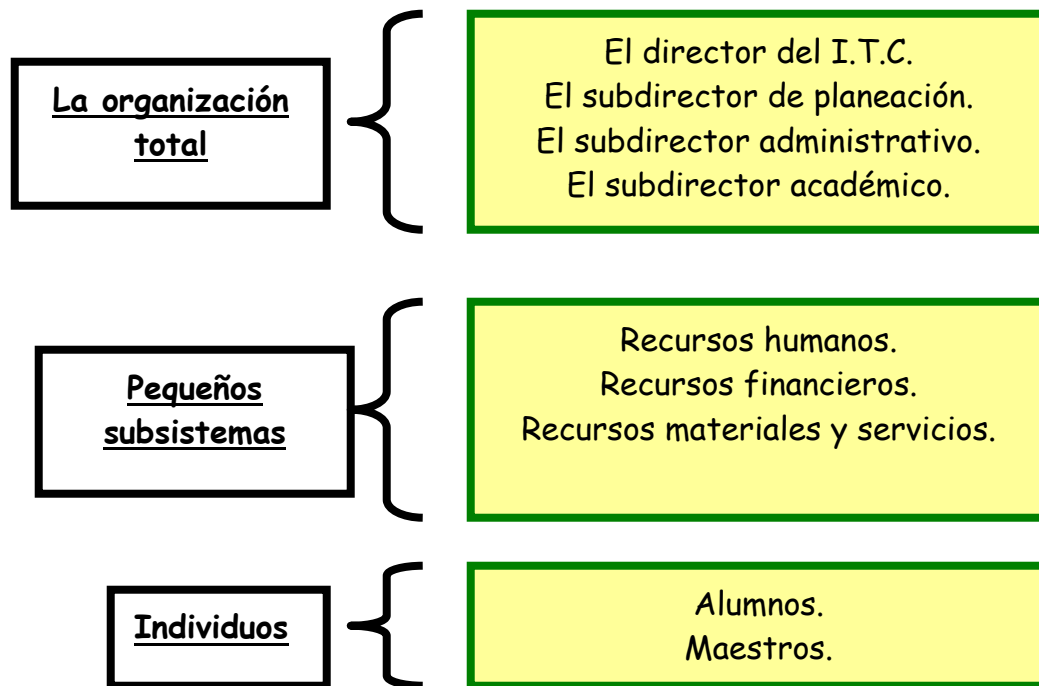 La organización
total
El director del I.T.C.
El subdirector de planeación.
El subdirector administrativo.
El subdirector académico.
Pequeños
subsistemas
Recursos humanos.
Recursos financieros.
Recursos materiales y servicios.
Individuos
Alumnos.
Maestros.